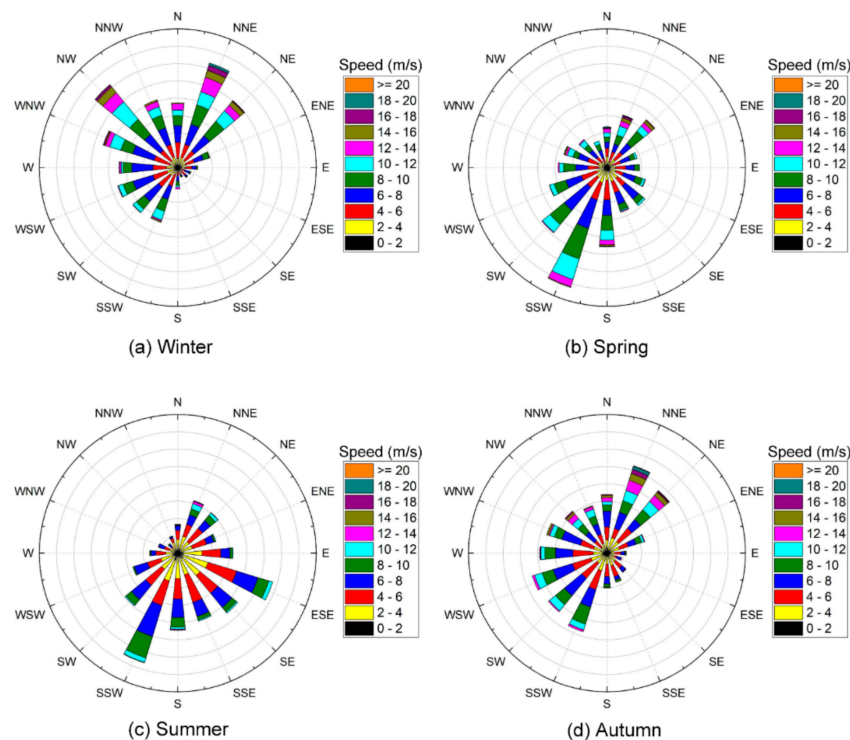 N
NNE
NE
ENE
E
ESE
SE
SSE
S
SSW
SW
WSW
W
WNW
NW
NNW
Speed (m/s)
>= 20
18 - 20
16 - 18
14 - 16
12 - 14
10 - 12
8 - 10
6 - 8
4 - 6
2 - 4
0 - 2
(a) Winter
N
NNE
NE
ENE
E
ESE
SE
SSE
S
SSW
SW
WSW
W
WNW
NW
NNW
Speed (m/s)
>= 20
18 - 20
16 - 18
14 - 16
12 - 14
10 - 12
8 - 10
6 - 8
4 - 6
2 - 4
0 - 2
(b) Spring
N
NNE
NE
ENE
E
ESE
SE
SSE
S
SSW
SW
WSW
W
WNW
NW
NNW
Speed (m/s)
>= 20
18 - 20
16 - 18
14 - 16
12 - 14
10 - 12
8 - 10
6 - 8
4 - 6
2 - 4
0 - 2
(c) Summer
N
NNE
NE
ENE
E
ESE
SE
SSE
S
SSW
SW
WSW
W
WNW
NW
NNW
Speed (m/s)
>= 20
18 - 20
16 - 18
14 - 16
12 - 14
10 - 12
8 - 10
6 - 8
4 - 6
2 - 4
0 - 2
(d) Autumn